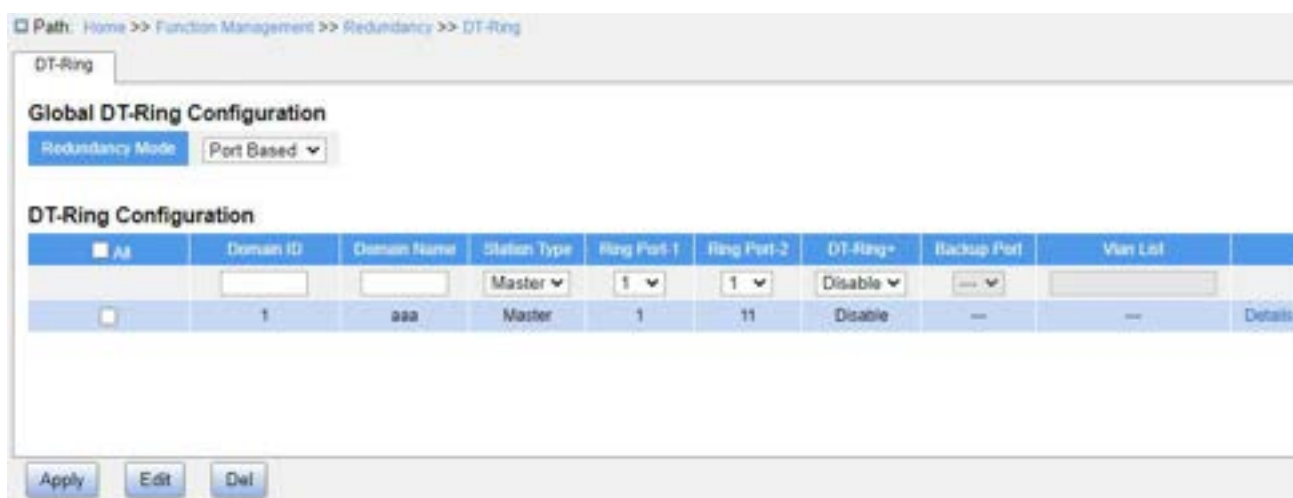 Path: Home >> Function Management >> Redundancy >> DT-Ring
DT-Ring
Global DT-Ring Configuration
Redundancy Mode Port Based
DT-Ring Configuration
All Domain ID Domain Name Station Type Ring Port-1 Ring Port-2 DT-Ring+ Backup Port Vlan List
Master 1 1 Disable ---
1 aaa Master 1 11 Disable --- --- Details
Apply Edit Del